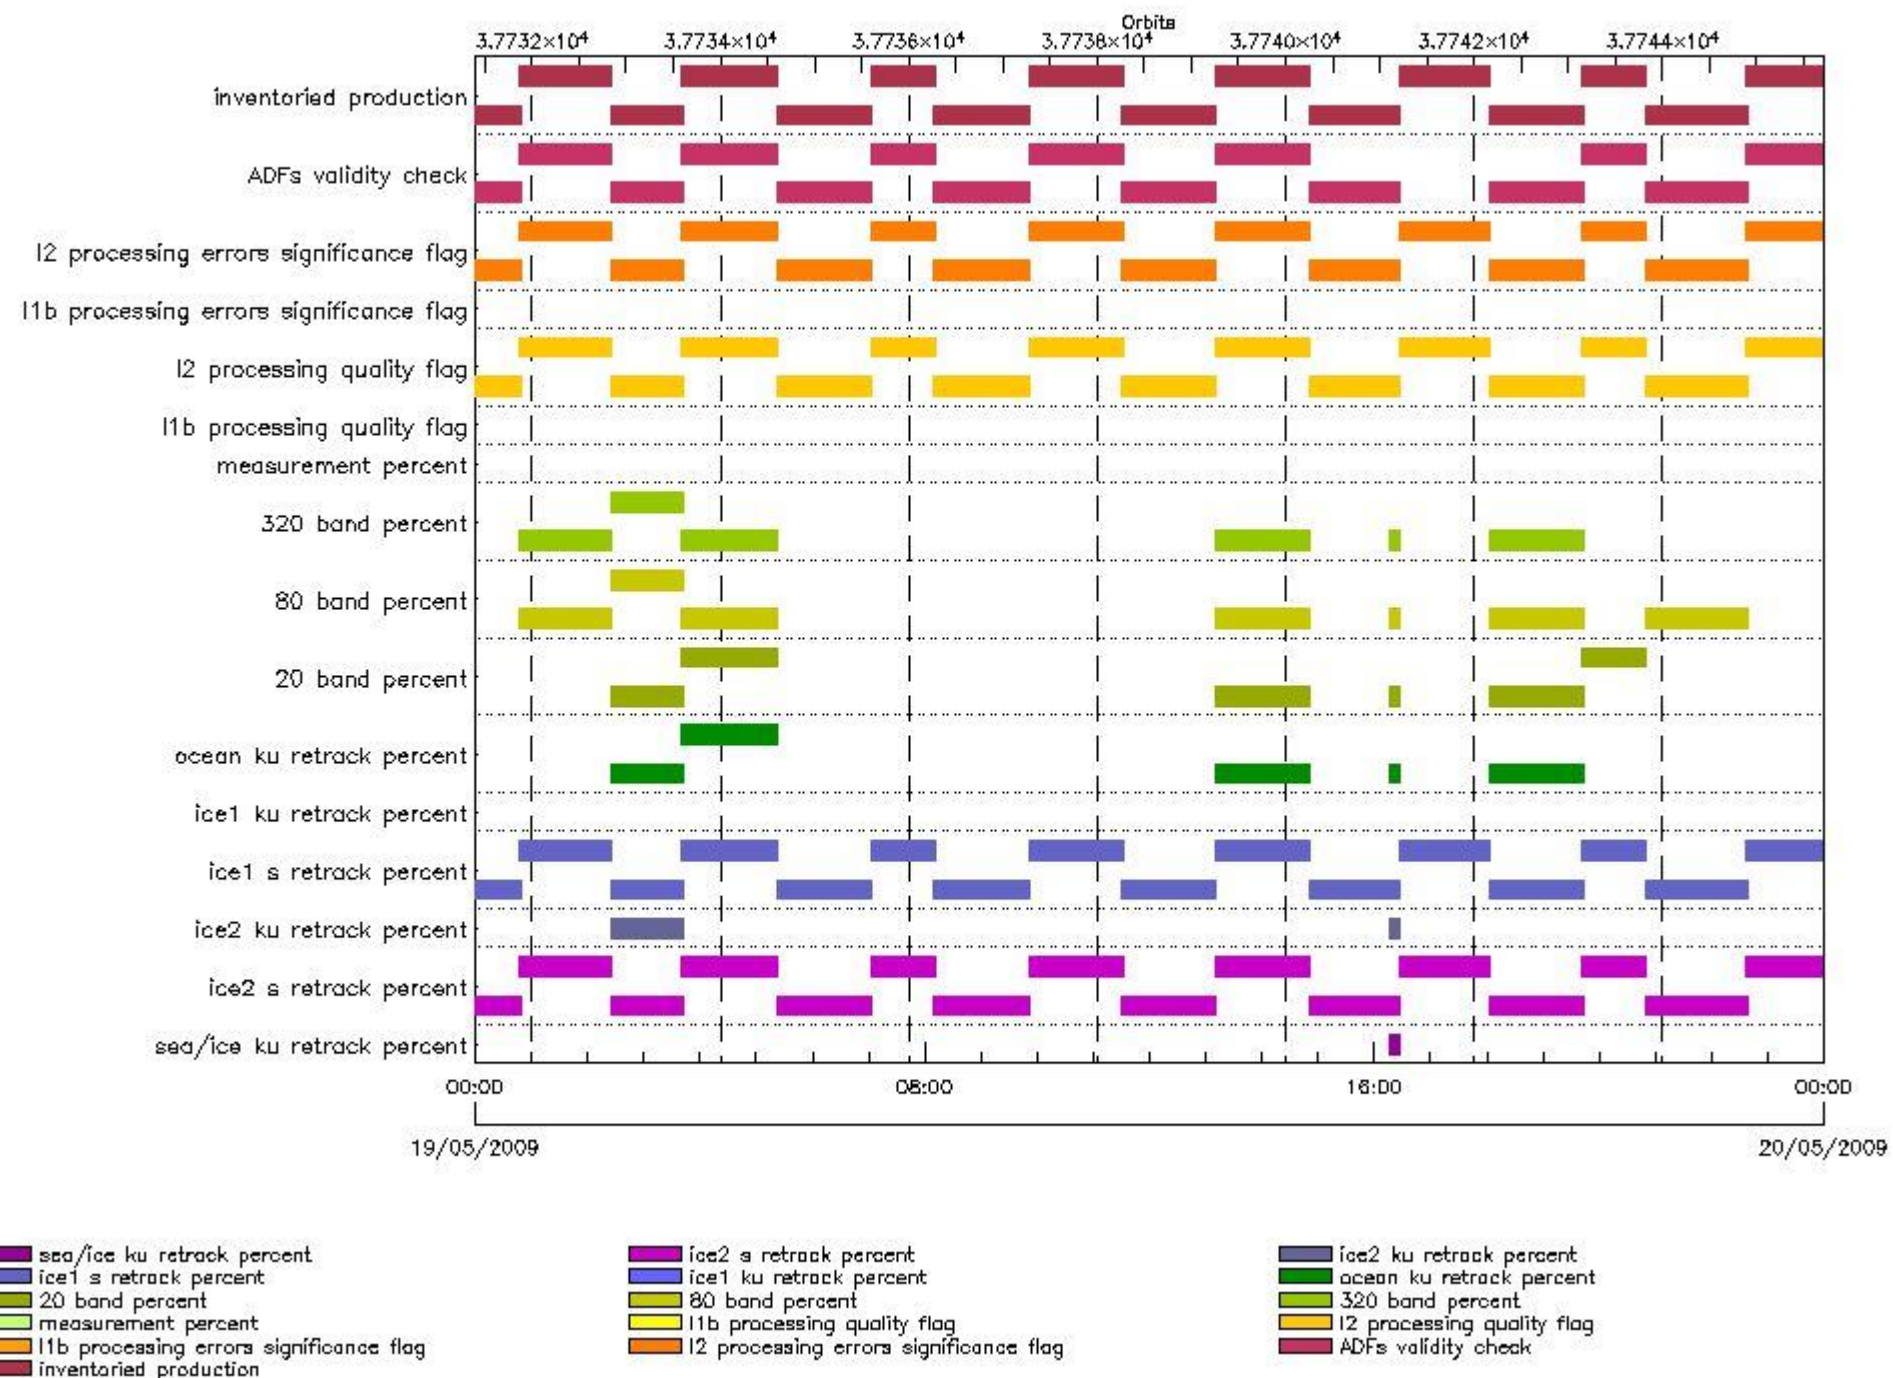 Orbits
3.7732×10⁴ 3.7734×10⁴ 3.7736×10⁴ 3.7738×10⁴ 3.7740×10⁴ 3.7742×10⁴ 3.7744×10⁴
inventoried production
ADFs validity check
l2 processing errors significance flag
l1b processing errors significance flag
l2 processing quality flag
l1b processing quality flag
measurement percent
320 band percent
80 band percent
20 band percent
ocean ku retrack percent
ice1 ku retrack percent
ice1 s retrack percent
ice2 ku retrack percent
ice2 s retrack percent
sea/ice ku retrack percent
00:00 08:00 16:00 00:00
19/05/2009 20/05/2009
sea/ice ku retrack percent ice2 s retrack percent ice2 ku retrack percent
ice1 s retrack percent ice1 ku retrack percent ocean ku retrack percent
20 band percent 80 band percent 320 band percent
measurement percent l1b processing quality flag l2 processing quality flag
l1b processing errors significance flag l2 processing errors significance flag ADFs validity check
inventoried production